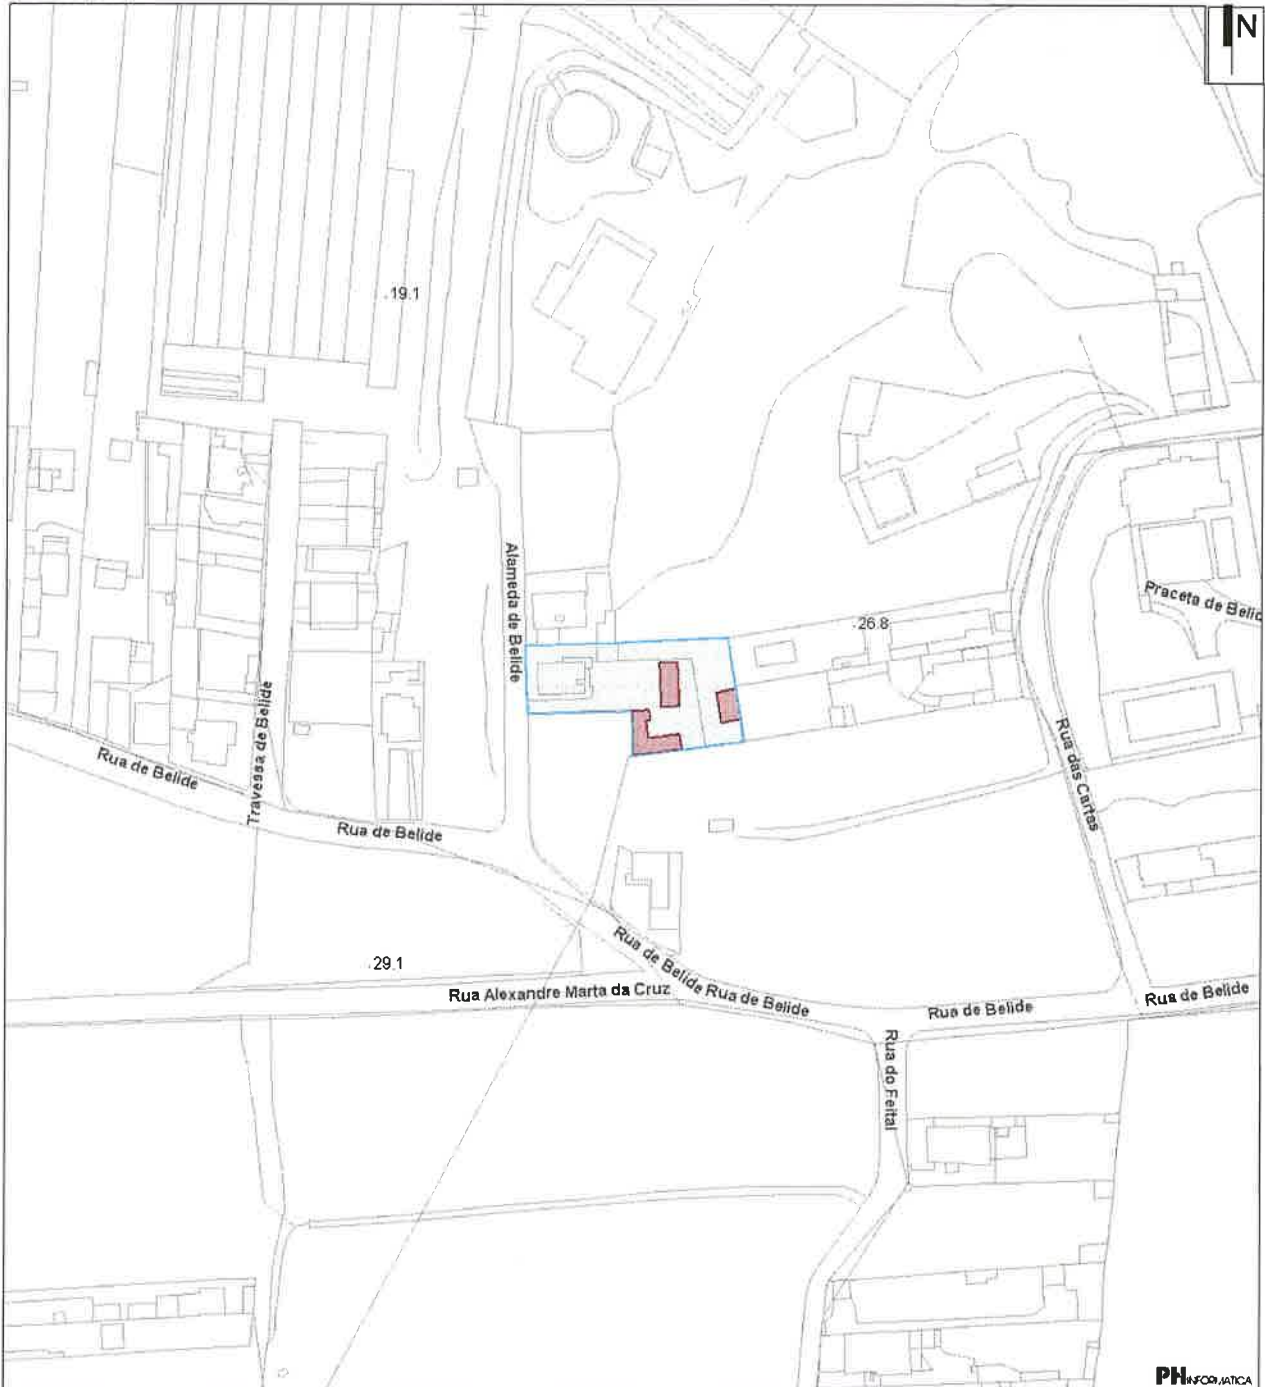 N
19.1
Alameda de Belide
Praceta de Belid
26.8
Travessa de Belide
Rua de Belide
Rua das Cartas
Rua de Belide
Rua de Belide
29.1
Rua Alexandre Marta da Cruz
Rua de Belide
Rua de Belide
Rua de Belide
Rua do Feital
PH INFORMATICA